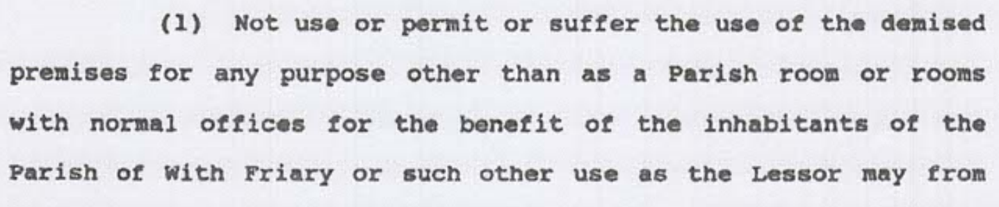 (1) Not use or permit or suffer the use of the demised
premises for any purpose other than as a Parish room or rooms
with normal offices for the benefit of the inhabitants of the
Parish of With Friary or such other use as the Lessor may from